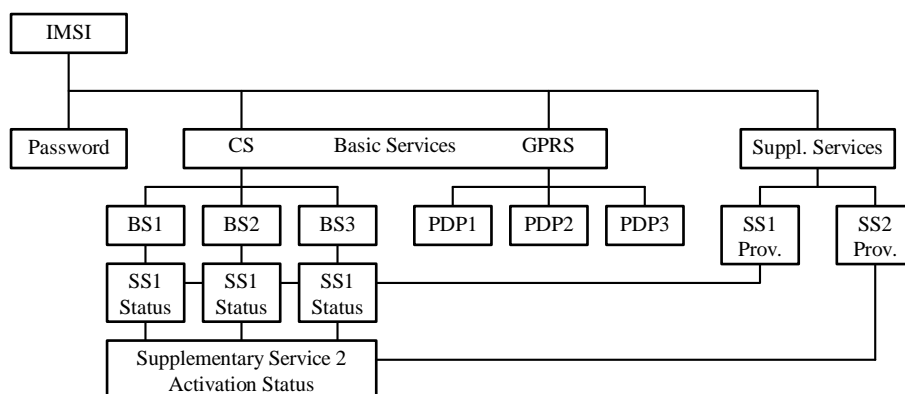 IMSI
Password
CS Basic Services GPRS
Suppl. Services
BS1
BS2
BS3
PDP1
PDP2
PDP3
SS1
Prov.
SS2
Prov.
SS1
Status
SS1
Status
SS1
Status
Supplementary Service 2
Activation Status